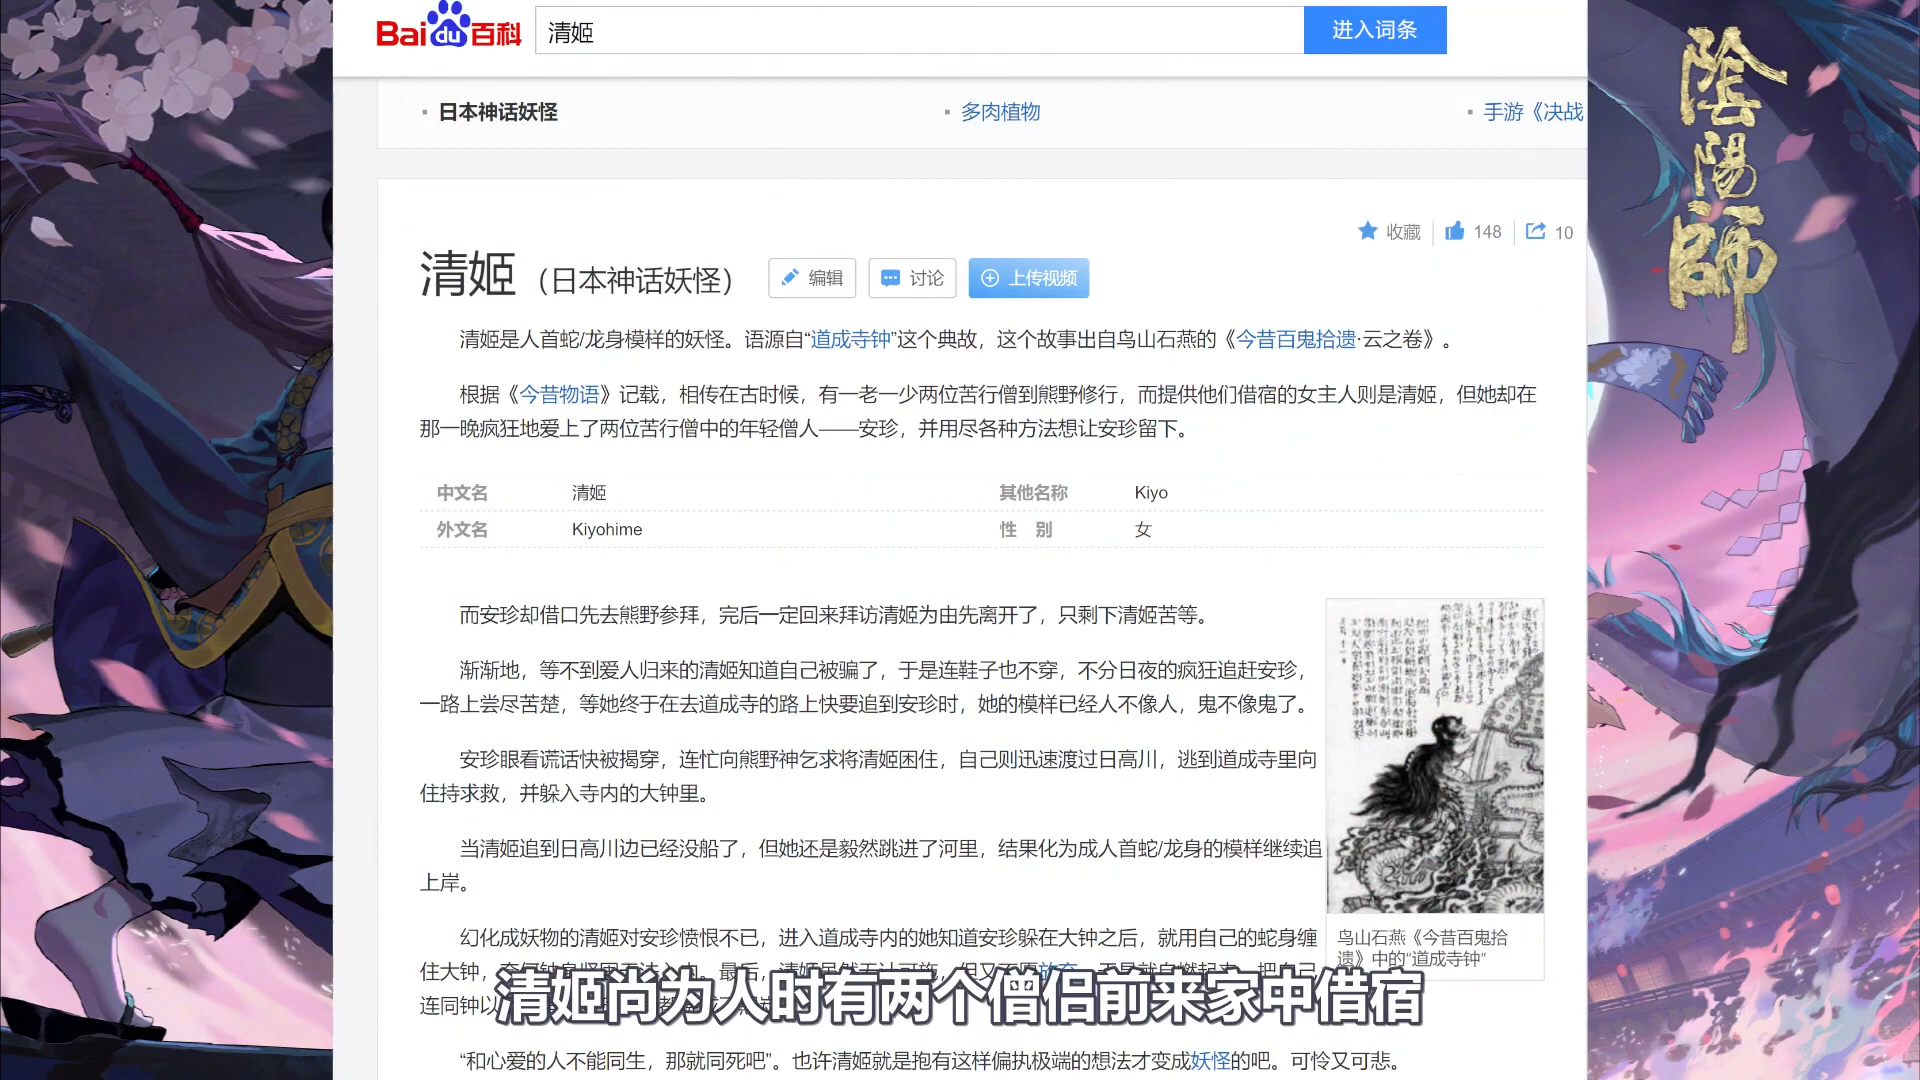 Bai du 百科
清姬
进入词条
日本神话妖怪
多肉植物
手游《决战
陰陽師
收藏
148
10
清姬（日本神话妖怪）
编辑
讨论
上传视频
清姬是人首蛇/龙身模样的妖怪。语源自“道成寺钟”这个典故，这个故事出自鸟山石燕的《今昔百鬼拾遗·云之卷》。
根据《今昔物语》记载，相传在古时候，有一老一少两位苦行僧到熊野修行，而提供他们借宿的女主人则是清姬，但她却在
那一晚疯狂地爱上了两位苦行僧中的年轻僧人——安珍，并用尽各种方法想让安珍留下。
中文名 清姬 其他名称 Kiyo
外文名 Kiyohime 性 别 女
而安珍却借口先去熊野参拜，完后一定回来拜访清姬为由先离开了，只剩下清姬苦等。
渐渐地，等不到爱人归来的清姬知道自己被骗了，于是连鞋子也不穿，不分日夜的疯狂追赶安珍，
一路上尝尽苦楚，等她终于在去道成寺的路上快要追到安珍时，她的模样已经人不像人，鬼不像鬼了。
安珍眼看谎话快被揭穿，连忙向熊野神乞求将清姬困住，自己则迅速渡过日高川，逃到道成寺里向
住持求救，并躲入寺内的大钟里。
当清姬追到日高川边已经没船了，但她还是毅然跳进了河里，结果化为成人首蛇/龙身的模样继续追
上岸。
幻化成妖物的清姬对安珍愤恨不已，进入道成寺内的她知道安珍躲在大钟之后，就用自己的蛇身缠
住大钟，
最后，
把自己
连同钟以
鸟山石燕《今昔百鬼拾
遗》中的“道成寺钟”
清姬尚为人时有两个僧侣前来家中借宿
“和心爱的人不能同生，那就同死吧”。也许清姬就是抱有这样偏执极端的想法才变成妖怪的吧。可怜又可悲。